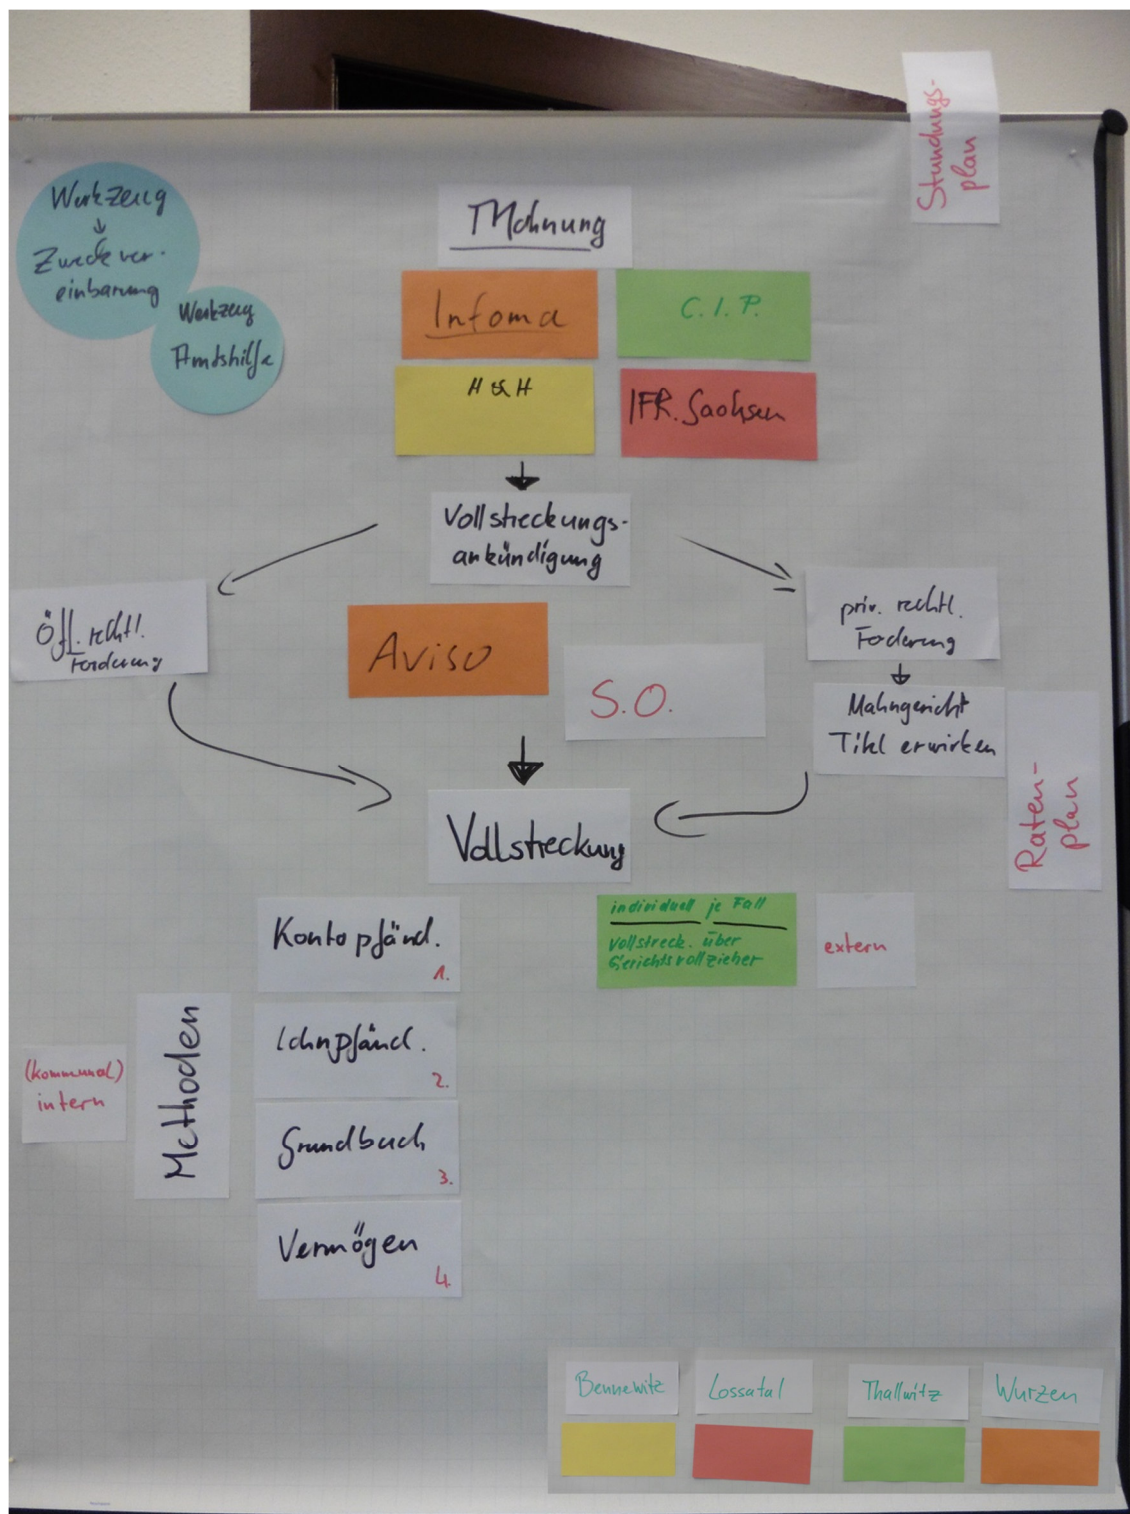 Stundungs-
plan
Werkzeug
↓
Zweckver-
einbarung
Werkzeug
Amtshilfe
Mahnung
Infoma
C.I.P.
H & H
IFR. Sachsen
Vollstreckungs-
ankündigung
Öff. rechtl.
Forderung
priv. rechtl.
Forderung
Aviso
S.O.
Mahngericht
Titel erwirken
Raten-
plan
Vollstreckung
individuell je Fall
Vollstreck. über
Gerichtsvollzieher
extern
Kontopfänd.
1.
Lohnpfänd.
2.
Grundbuch
3.
Vermögen
4.
Methoden
(kommunal)
intern
Bennewitz
Lossatal
Thallwitz
Wurzen